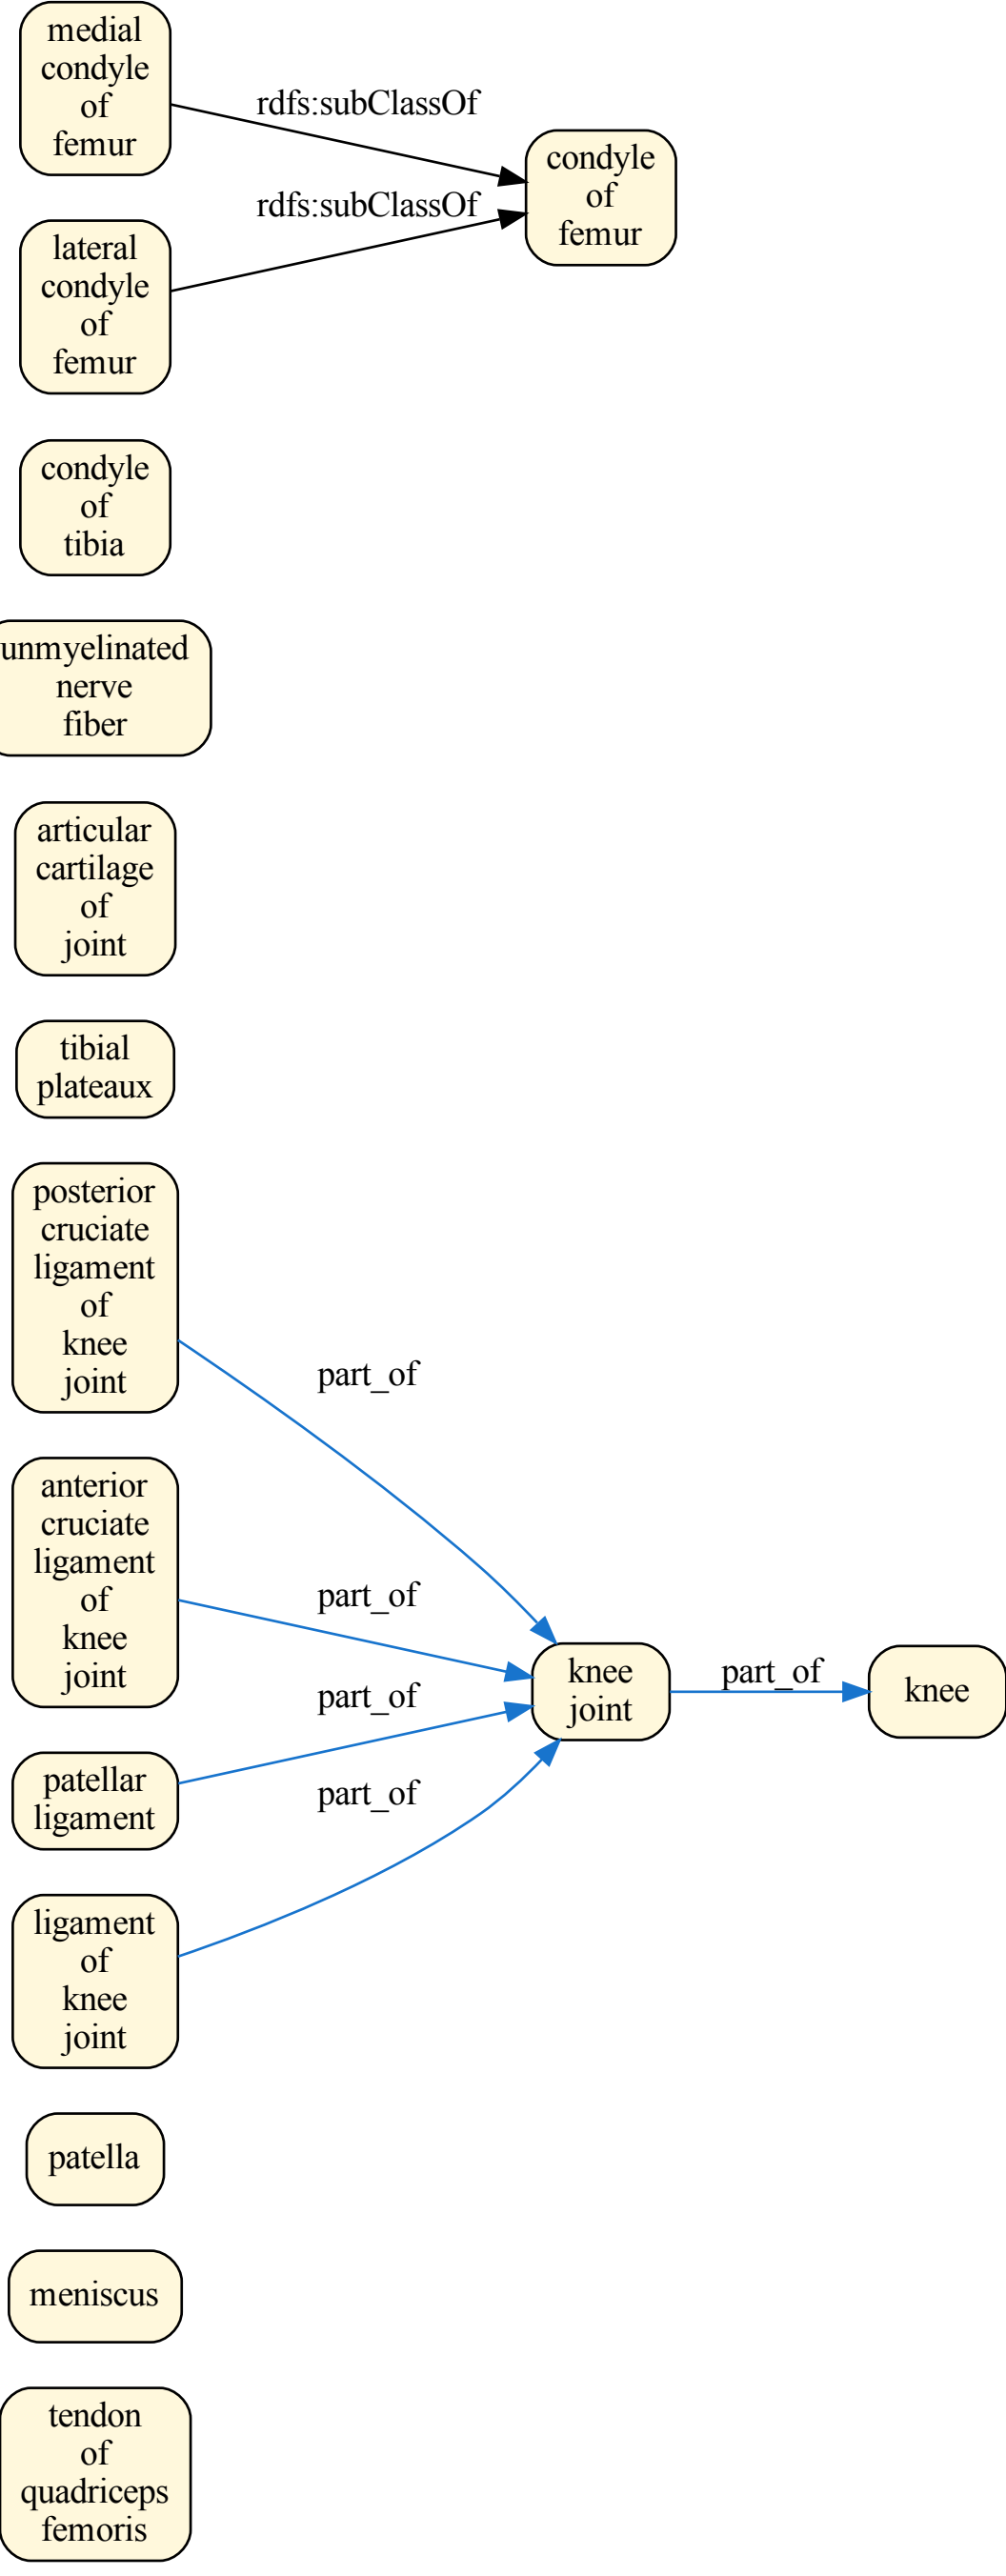 medial
condyle
of
femur
rdfs:subClassOf
condyle
of
femur
rdfs:subClassOf
lateral
condyle
of
femur
condyle
of
tibia
unmyelinated
nerve
fiber
articular
cartilage
of
joint
tibial
plateaux
posterior
cruciate
ligament
of
knee
joint
part_of
anterior
cruciate
ligament
of
knee
joint
part_of
part_of
knee
joint
part_of
knee
patellar
ligament
part_of
ligament
of
knee
joint
patella
meniscus
tendon
of
quadriceps
femoris